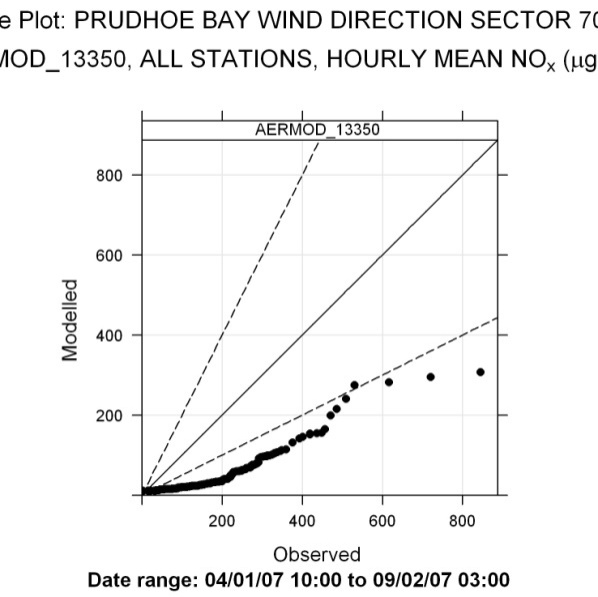 e Plot: PRUDHOE BAY WIND DIRECTION SECTOR 70
MOD_13350, ALL STATIONS, HOURLY MEAN NOₓ (μg
AERMOD_13350
800
600
400
200
Modelled
200 400 600 800
Observed
Date range: 04/01/07 10:00 to 09/02/07 03:00